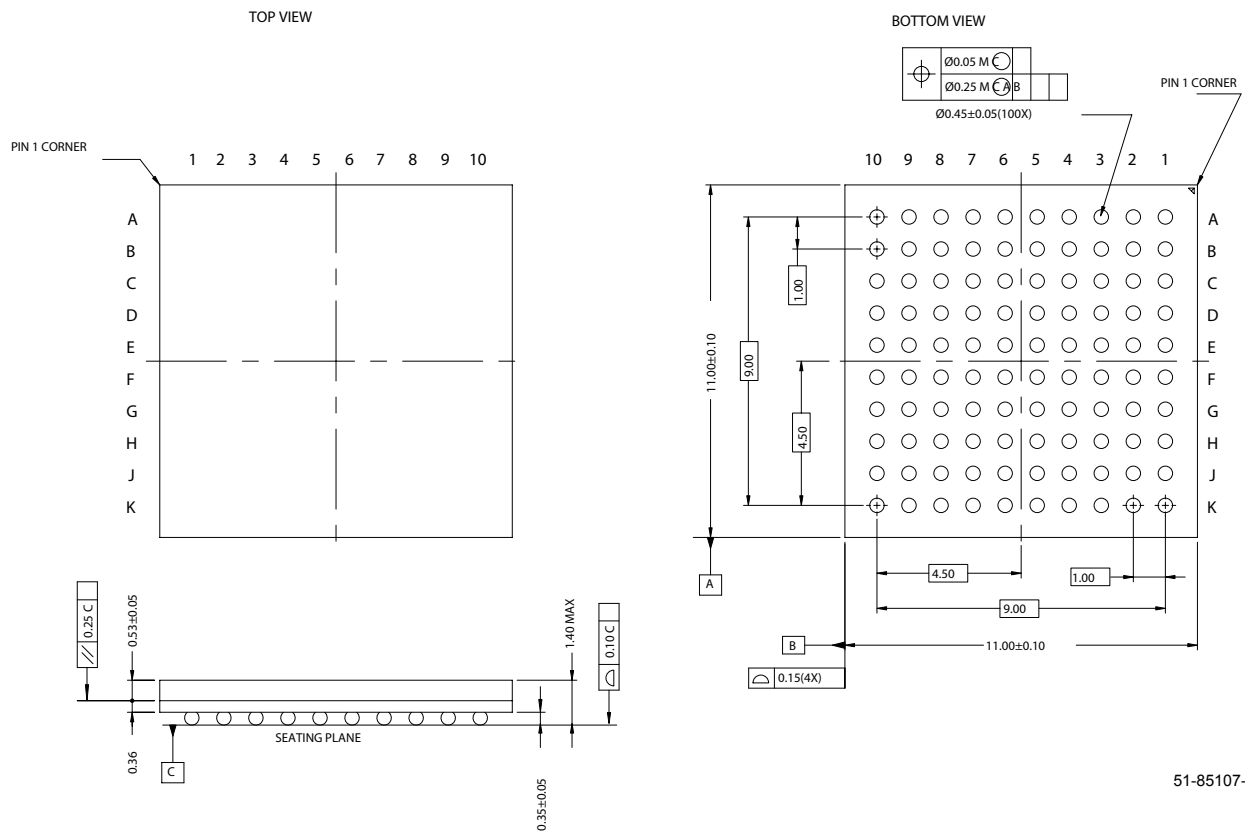 TOP VIEW
BOTTOM VIEW
Ø0.05 M C
Ø0.25 M C A B
Ø0.45±0.05(100X)
PIN 1 CORNER
PIN 1 CORNER
1 2 3 4 5 6 7 8 9 10
10 9 8 7 6 5 4 3 2 1
A
B
C
D
E
F
G
H
J
K
A
B
C
D
E
F
G
H
J
K
1.00
9.00
11.00±0.10
4.50
A
4.50
1.00
9.00
B
11.00±0.10
0.15(4X)
0.25 C
0.53±0.05
1.40 MAX
0.10 C
SEATING PLANE
0.36
C
0.35±0.05
51-85107-